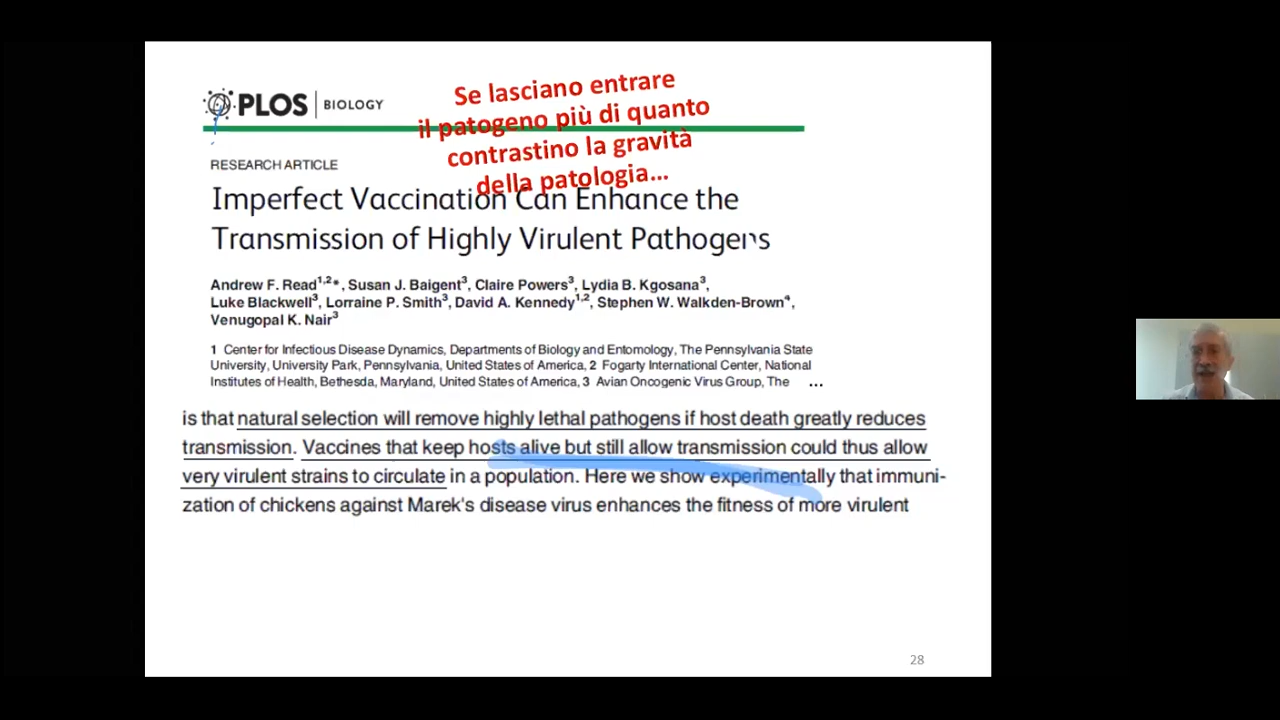 PLOS BIOLOGY
Se lasciano entrare
il patogeno più di quanto
contrastino la gravità
della patologia...
RESEARCH ARTICLE
Imperfect Vaccination Can Enhance the
Transmission of Highly Virulent Pathogens
Andrew F. Read1,2*, Susan J. Baigent3, Claire Powers3, Lydia B. Kgosana3,
Luke Blackwell3, Lorraine P. Smith3, David A. Kennedy1,2, Stephen W. Walkden-Brown4,
Venugopal K. Nair3
1 Center for Infectious Disease Dynamics, Departments of Biology and Entomology, The Pennsylvania State
University, University Park, Pennsylvania, United States of America, 2 Fogarty International Center, National
Institutes of Health, Bethesda, Maryland, United States of America, 3 Avian Oncogenic Virus Group, The ...
is that natural selection will remove highly lethal pathogens if host death greatly reduces
transmission. Vaccines that keep hosts alive but still allow transmission could thus allow
very virulent strains to circulate in a population. Here we show experimentally that immuni-
zation of chickens against Marek's disease virus enhances the fitness of more virulent
28